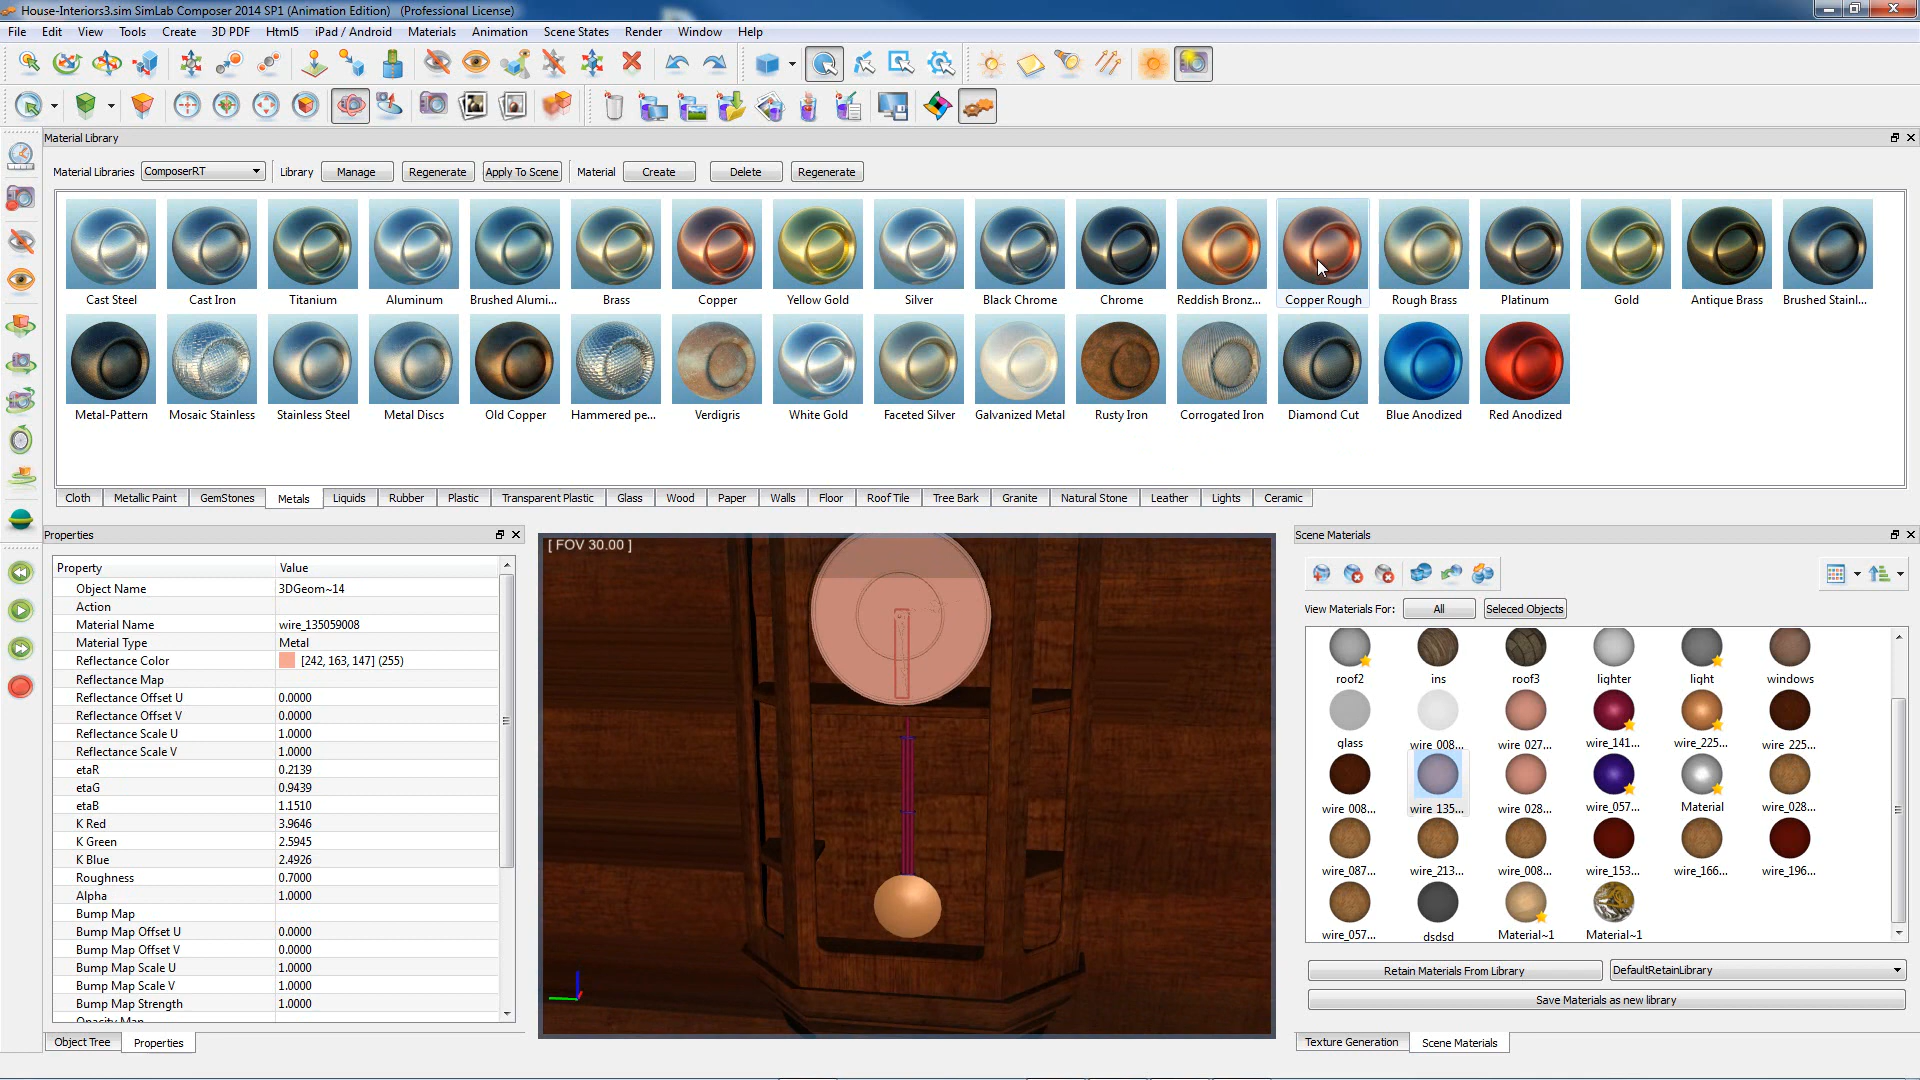 House-Interiors3.sim SimLab Composer 2014 SP1 (Animation Edition)   (Professional License)
File Edit View Tools Create 3D PDF Html5 iPad / Android Materials Animation Scene States Render Window Help
Material Library
Material Libraries ComposerRT Library Manage Regenerate Apply To Scene Material Create Delete Regenerate
Cast Steel Cast Iron Titanium Aluminum Brushed Alumi... Brass Copper Yellow Gold Silver Black Chrome Chrome Reddish Bronz... Copper Rough Rough Brass Platinum Gold Antique Brass Brushed Stainl...
Metal-Pattern Mosaic Stainless Stainless Steel Metal Discs Old Copper Hammered pe... Verdigris White Gold Faceted Silver Galvanized Metal Rusty Iron Corrogated Iron Diamond Cut Blue Anodized Red Anodized
Cloth Metallic Paint GemStones Metals Liquids Rubber Plastic Transparent Plastic Glass Wood Paper Walls Floor Roof Tile Tree Bark Granite Natural Stone Leather Lights Ceramic
Properties
Property Value
Object Name 3DGeom~14
Action
Material Name wire_135059008
Material Type Metal
Reflectance Color [242, 163, 147] (255)
Reflectance Map
Reflectance Offset U 0.0000
Reflectance Offset V 0.0000
Reflectance Scale U 1.0000
Reflectance Scale V 1.0000
etaR 0.2139
etaG 0.9439
etaB 1.1510
K Red 3.9646
K Green 2.5945
K Blue 2.4926
Roughness 0.7000
Alpha 1.0000
Bump Map
Bump Map Offset U 0.0000
Bump Map Offset V 0.0000
Bump Map Scale U 1.0000
Bump Map Scale V 1.0000
Bump Map Strength 1.0000
Opacity Map
Object Tree Properties
[ FOV 30.00 ]
Scene Materials
View Materials For: All Seleced Objects
roof2 ins roof3 lighter light windows
glass wire_008... wire_027... wire_141... wire_225... wire_225...
wire_008... wire_135... wire_028... wire_057... Material wire_028...
wire_087... wire_213... wire_008... wire_153... wire_166... wire_196...
wire_057... dsdsd Material~1 Material~1
Retain Materials From Library DefaultRetainLibrary
Save Materials as new library
Texture Generation Scene Materials